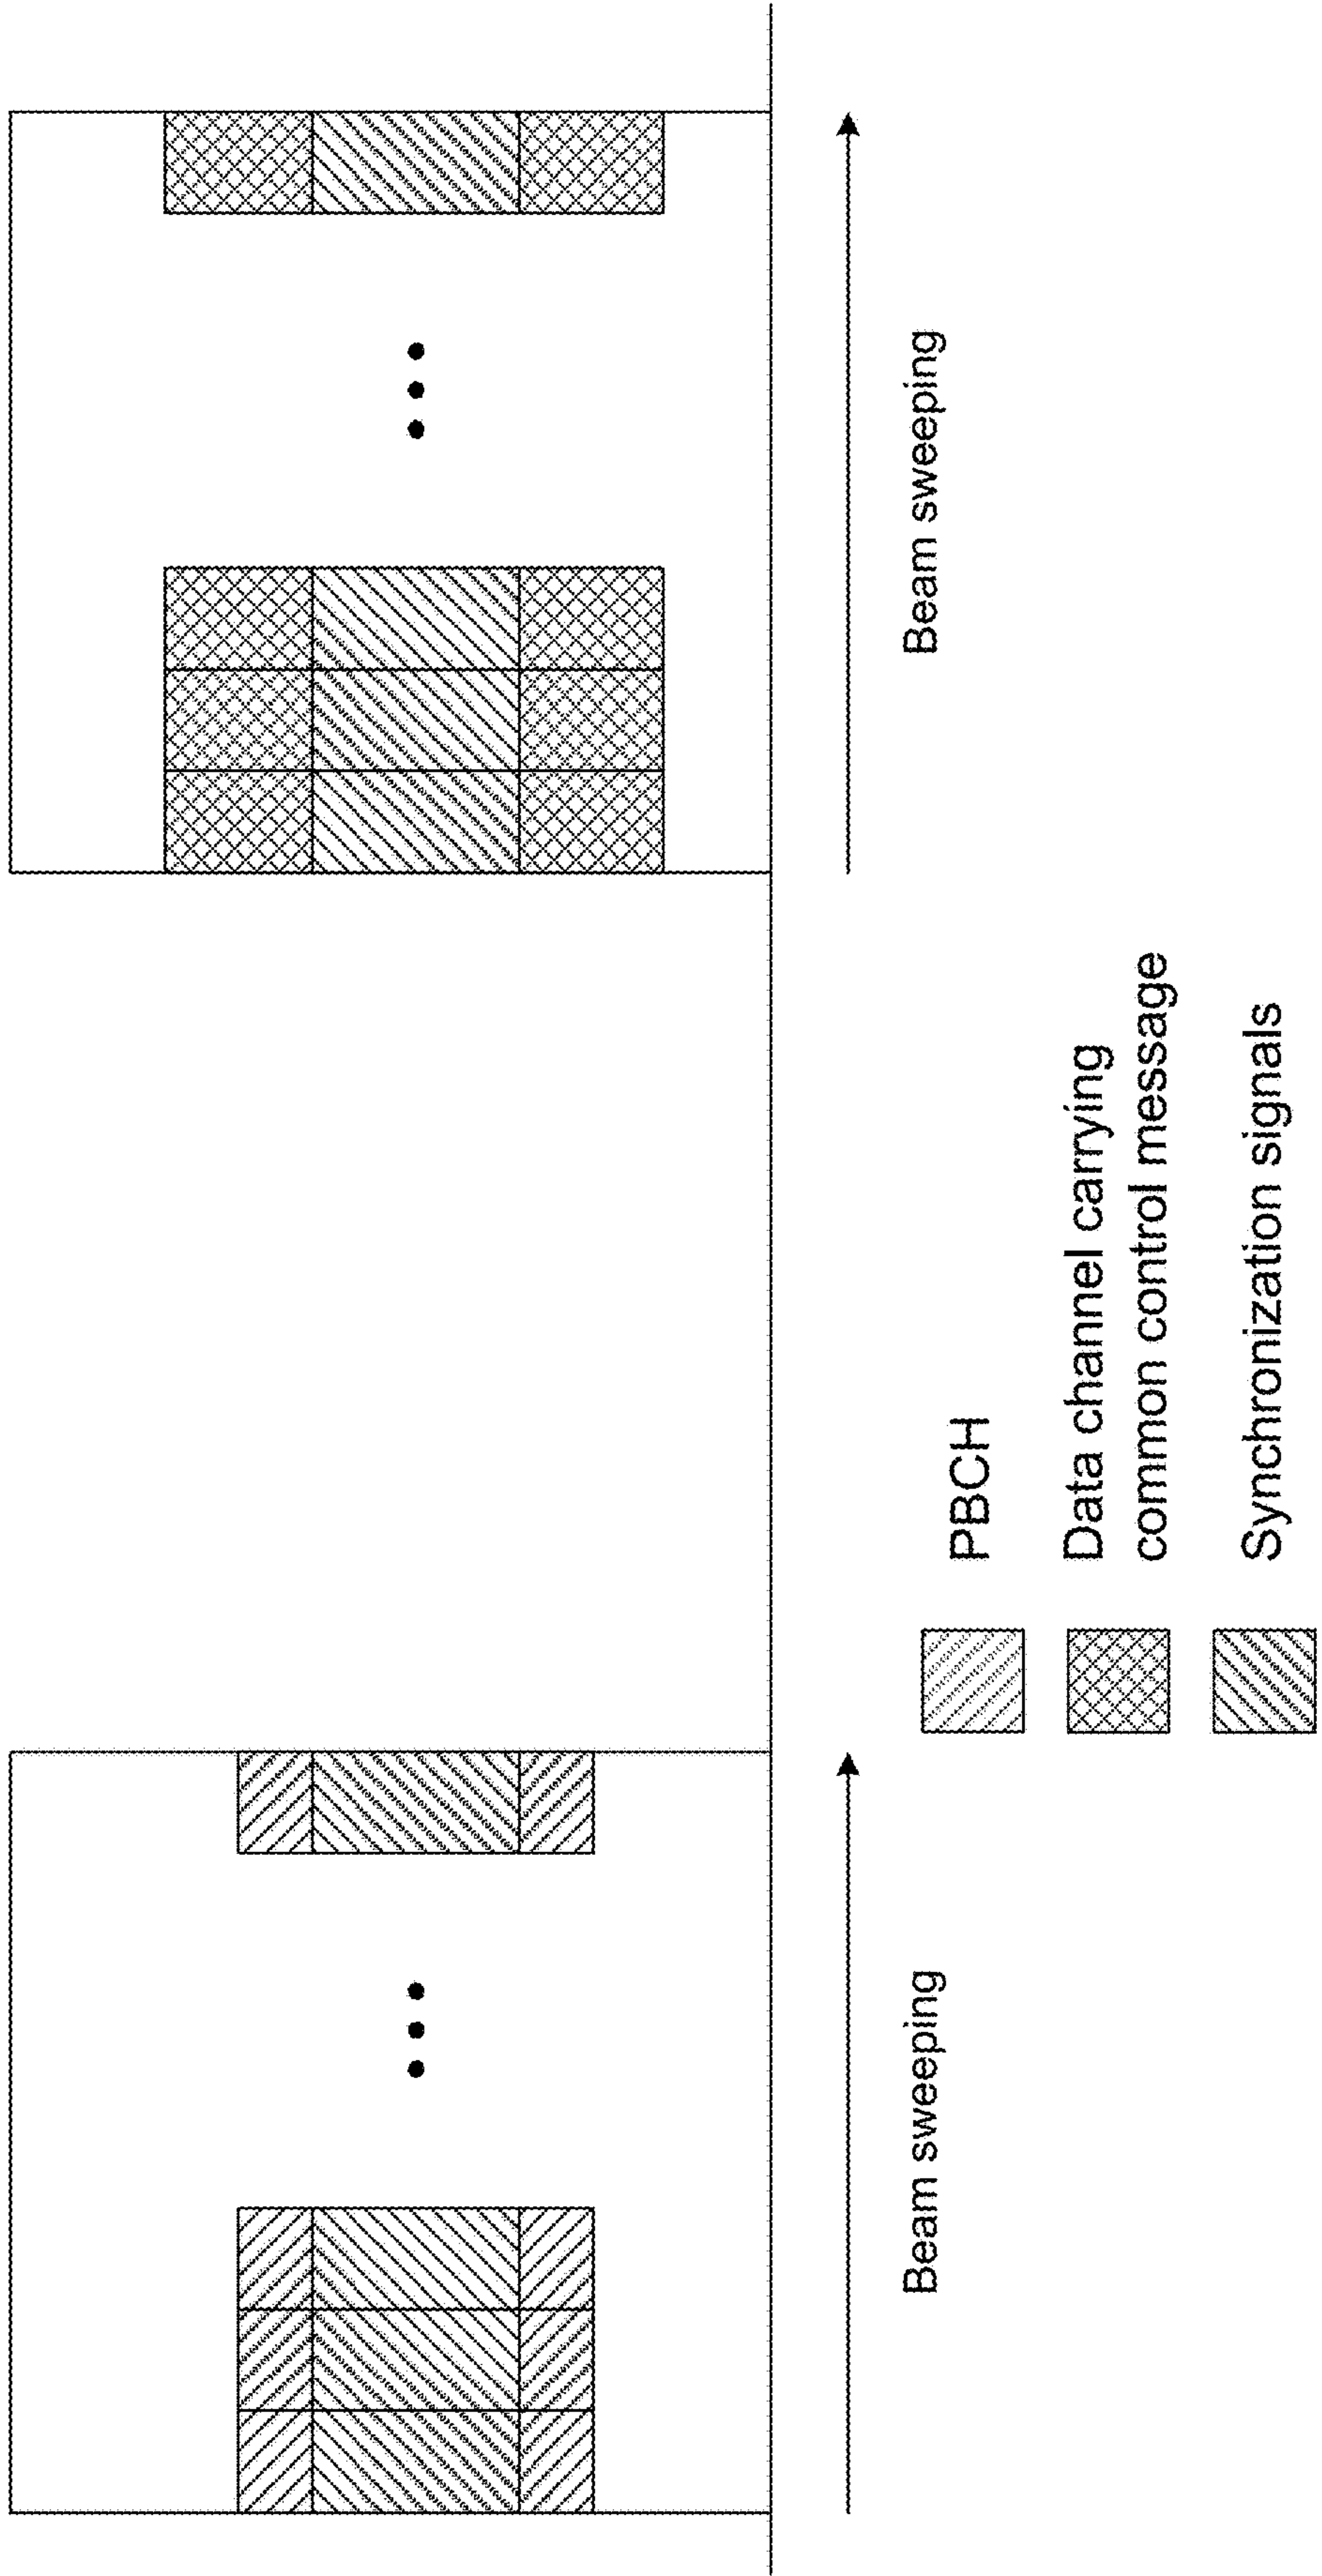 Beam sweeping
Beam sweeping
PBCH
Data channel carrying
common control message
Synchronization signals